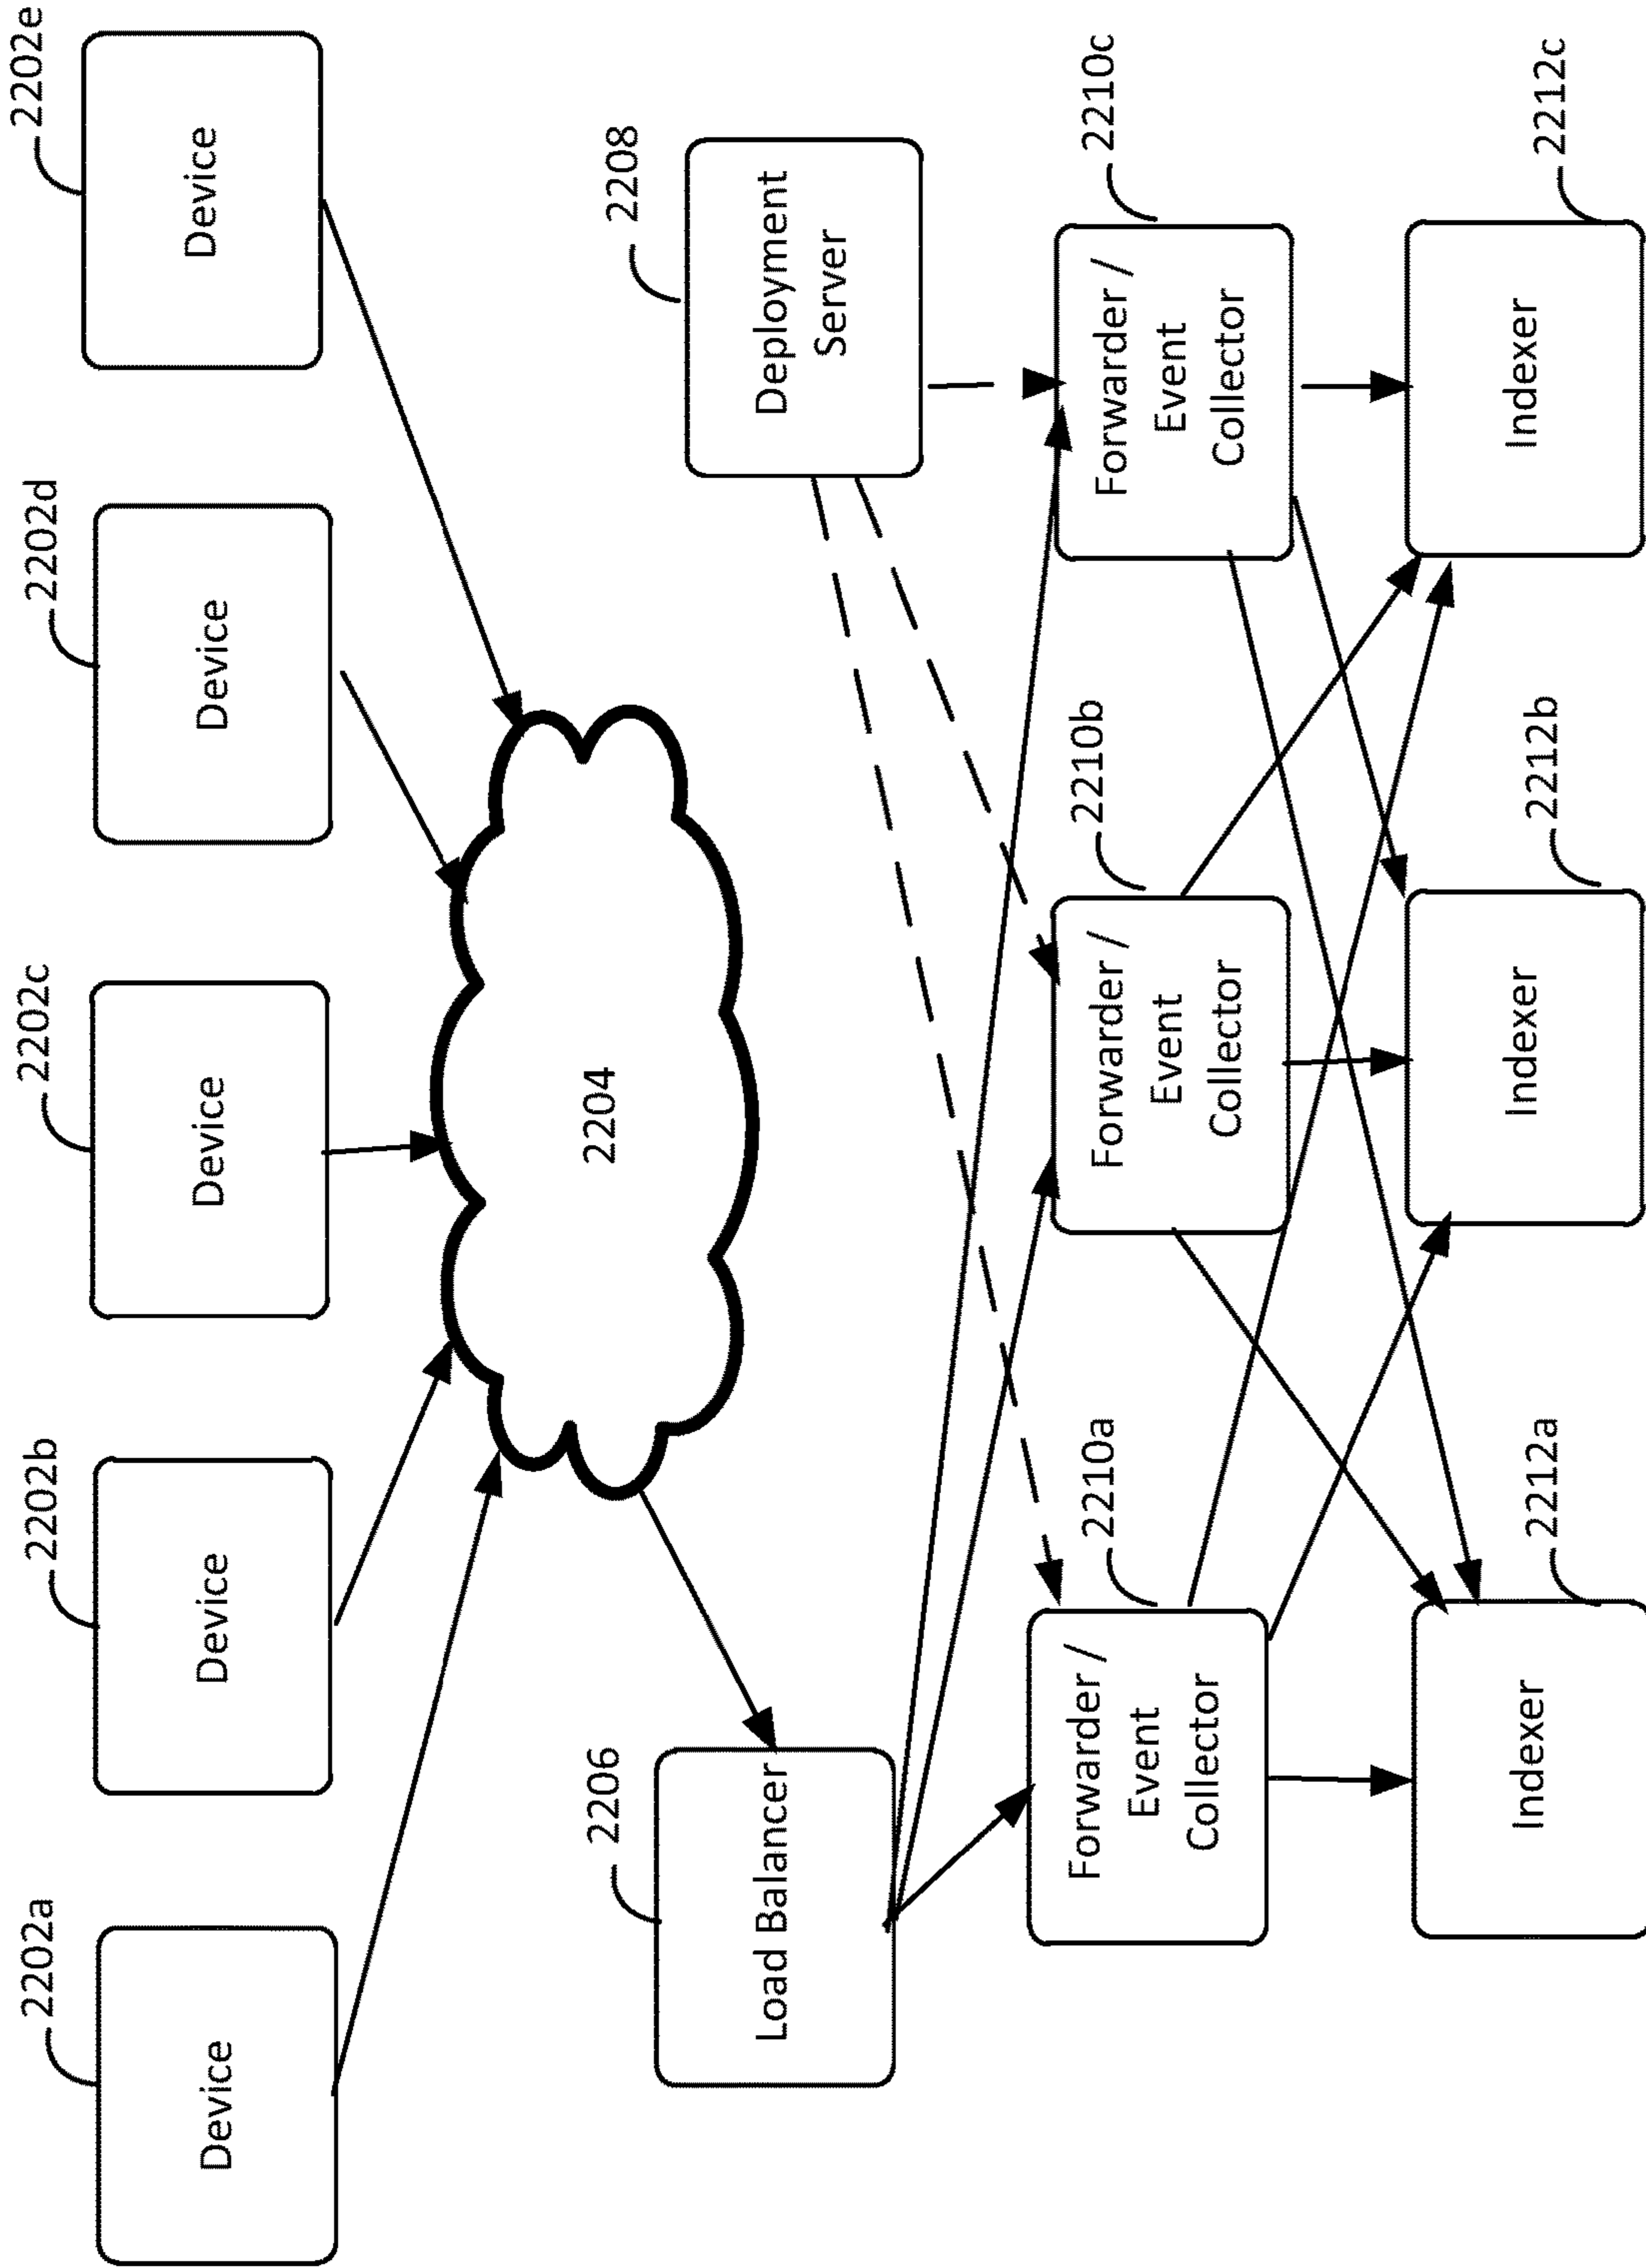 2202a
2202b
2202c
2202d
2202e
Device
Device
Device
Device
Device
2204
2206
Load Balancer
2208
Deployment
Server
2210a
Forwarder /
Event
Collector
2210b
Forwarder /
Event
Collector
2210c
Forwarder /
Event
Collector
2212a
Indexer
2212b
Indexer
2212c
Indexer